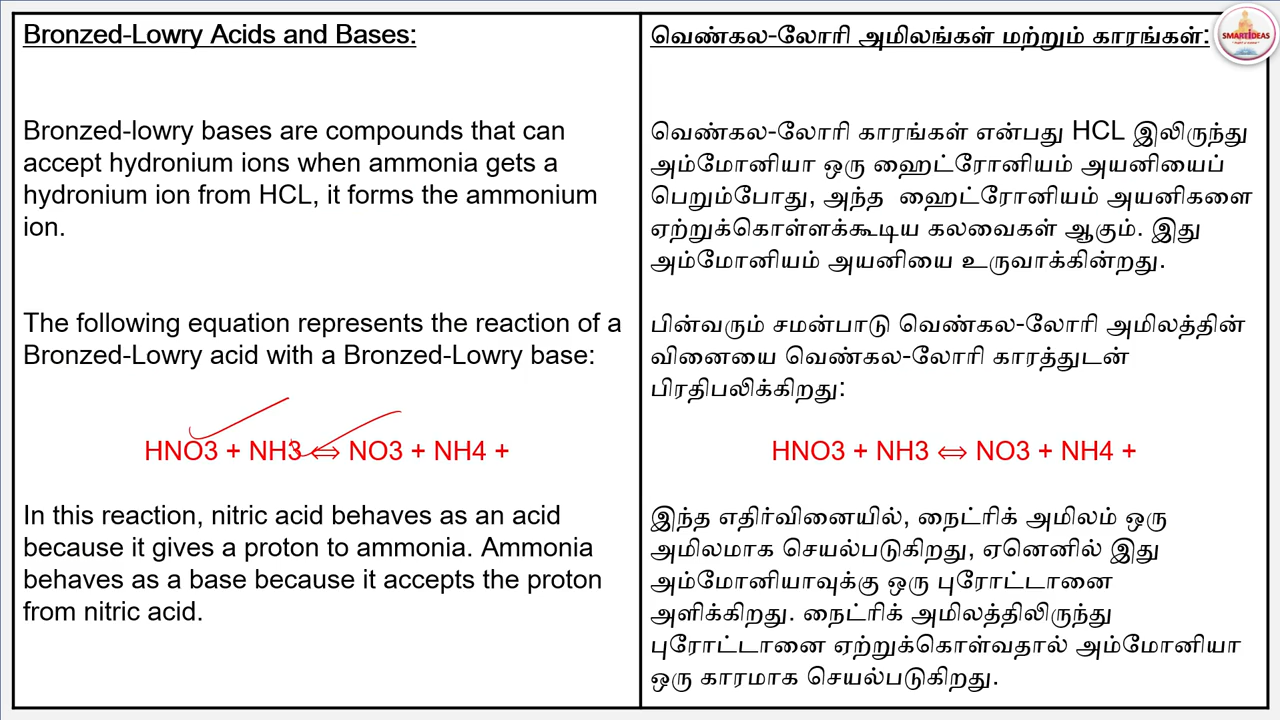 Bronzed-Lowry Acids and Bases:
Bronzed-lowry bases are compounds that can
accept hydronium ions when ammonia gets a
hydronium ion from HCL, it forms the ammonium
ion.
The following equation represents the reaction of a
Bronzed-Lowry acid with a Bronzed-Lowry base:
HNO3 + NH3 ⇔ NO3 + NH4 +
In this reaction, nitric acid behaves as an acid
because it gives a proton to ammonia. Ammonia
behaves as a base because it accepts the proton
from nitric acid.
வெண்கல-லோரி அமிலங்கள் மற்றும் காரங்கள்:
வெண்கல-லோரி காரங்கள் என்பது HCL இலிருந்து
அம்மோனியா ஒரு ஹைட்ரோனியம் அயனியைப்
பெறும்போது, அந்த ஹைட்ரோனியம் அயனிகளை
ஏற்றுக்கொள்ளக்கூடிய கலவைகள் ஆகும். இது
அம்மோனியம் அயனியை உருவாக்கின்றது.
பின்வரும் சமன்பாடு வெண்கல-லோரி அமிலத்தின்
வினையை வெண்கல-லோரி காரத்துடன்
பிரதிபலிக்கிறது:
HNO3 + NH3 ⇔ NO3 + NH4 +
இந்த எதிர்வினையில், நைட்ரிக் அமிலம் ஒரு
அமிலமாக செயல்படுகிறது, ஏனெனில் இது
அம்மோனியாவுக்கு ஒரு புரோட்டானை
அளிக்கிறது. நைட்ரிக் அமிலத்திலிருந்து
புரோட்டானை ஏற்றுக்கொள்வதால் அம்மோனியா
ஒரு காரமாக செயல்படுகிறது.
SMARTIDEAS